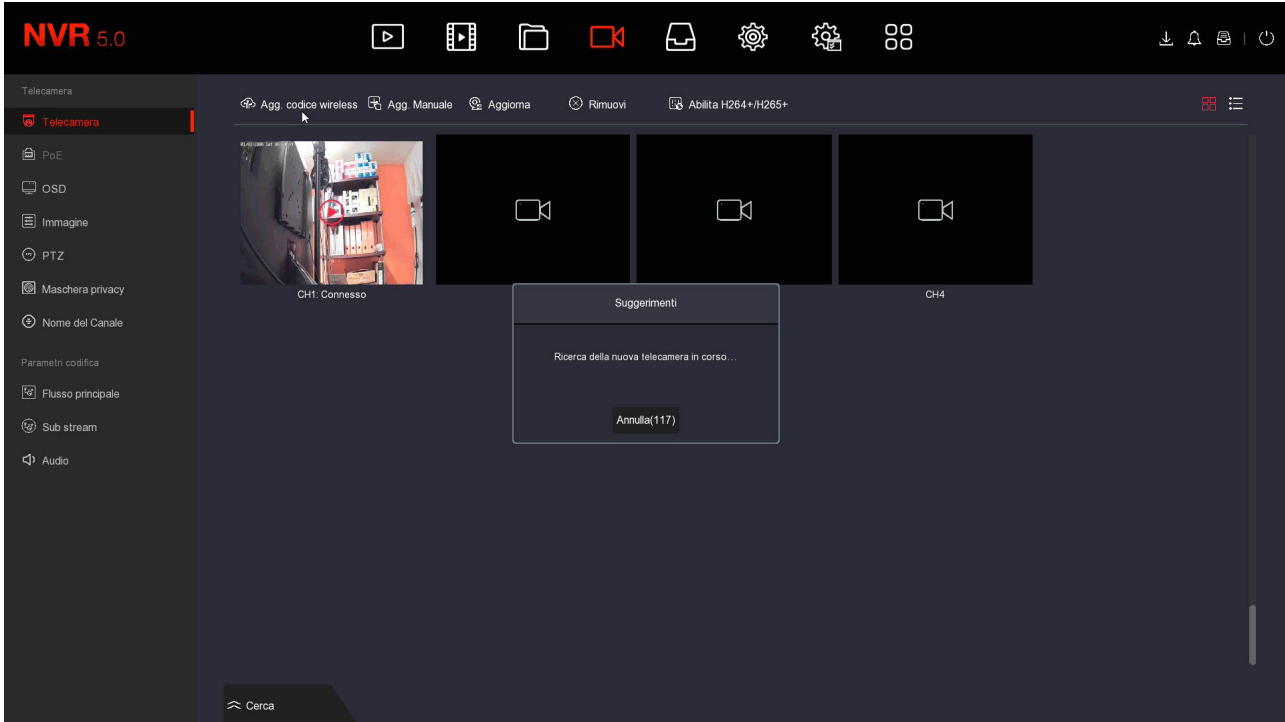 NVR 5.0
Telecamera
Agg. codice wireless Agg. Manuale Aggiorna Rimuovi Abilita H264+/H265+
Telecamera
PoE
OSD
Immagine
PTZ
Maschera privacy
Nome del Canale
Parametri codifica
Flusso principale
Sub stream
Audio
CH1: Connesso
CH4
Suggerimenti
Ricerca della nuova telecamera in corso...
Annulla(117)
Cerca